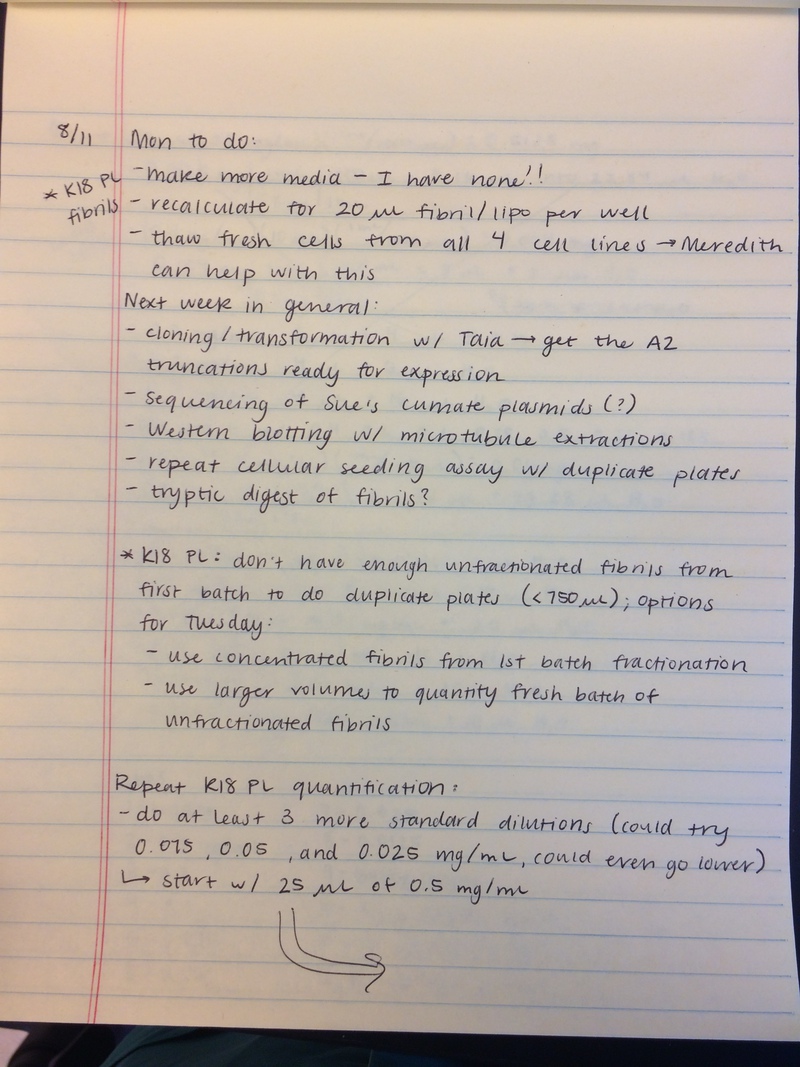 8/11 Mon to do:
* K18 PL fibrils
- make more media - I have none!!
- recalculate for 20 µL fibril/lipo per well
- thaw fresh cells from all 4 cell lines → Meredith
can help with this
Next week in general:
- cloning / transformation w/ Taia → get the A2
truncations ready for expression
- Sequencing of Sue's cumate plasmids (?)
- Western blotting w/ microtubule extractions
- repeat cellular seeding assay w/ duplicate plates
- tryptic digest of fibrils?
* K18 PL: don't have enough unfractionated fibrils from
first batch to do duplicate plates (<750 µL); options
for Tuesday:
- use concentrated fibrils from 1st batch fractionation
- use larger volumes to quantify fresh batch of
unfractionated fibrils
Repeat K18 PL quantification:
- do at least 3 more standard dilutions (could try
0.075, 0.05, and 0.025 mg/mL, could even go lower)
↳ start w/ 25 µL of 0.5 mg/mL